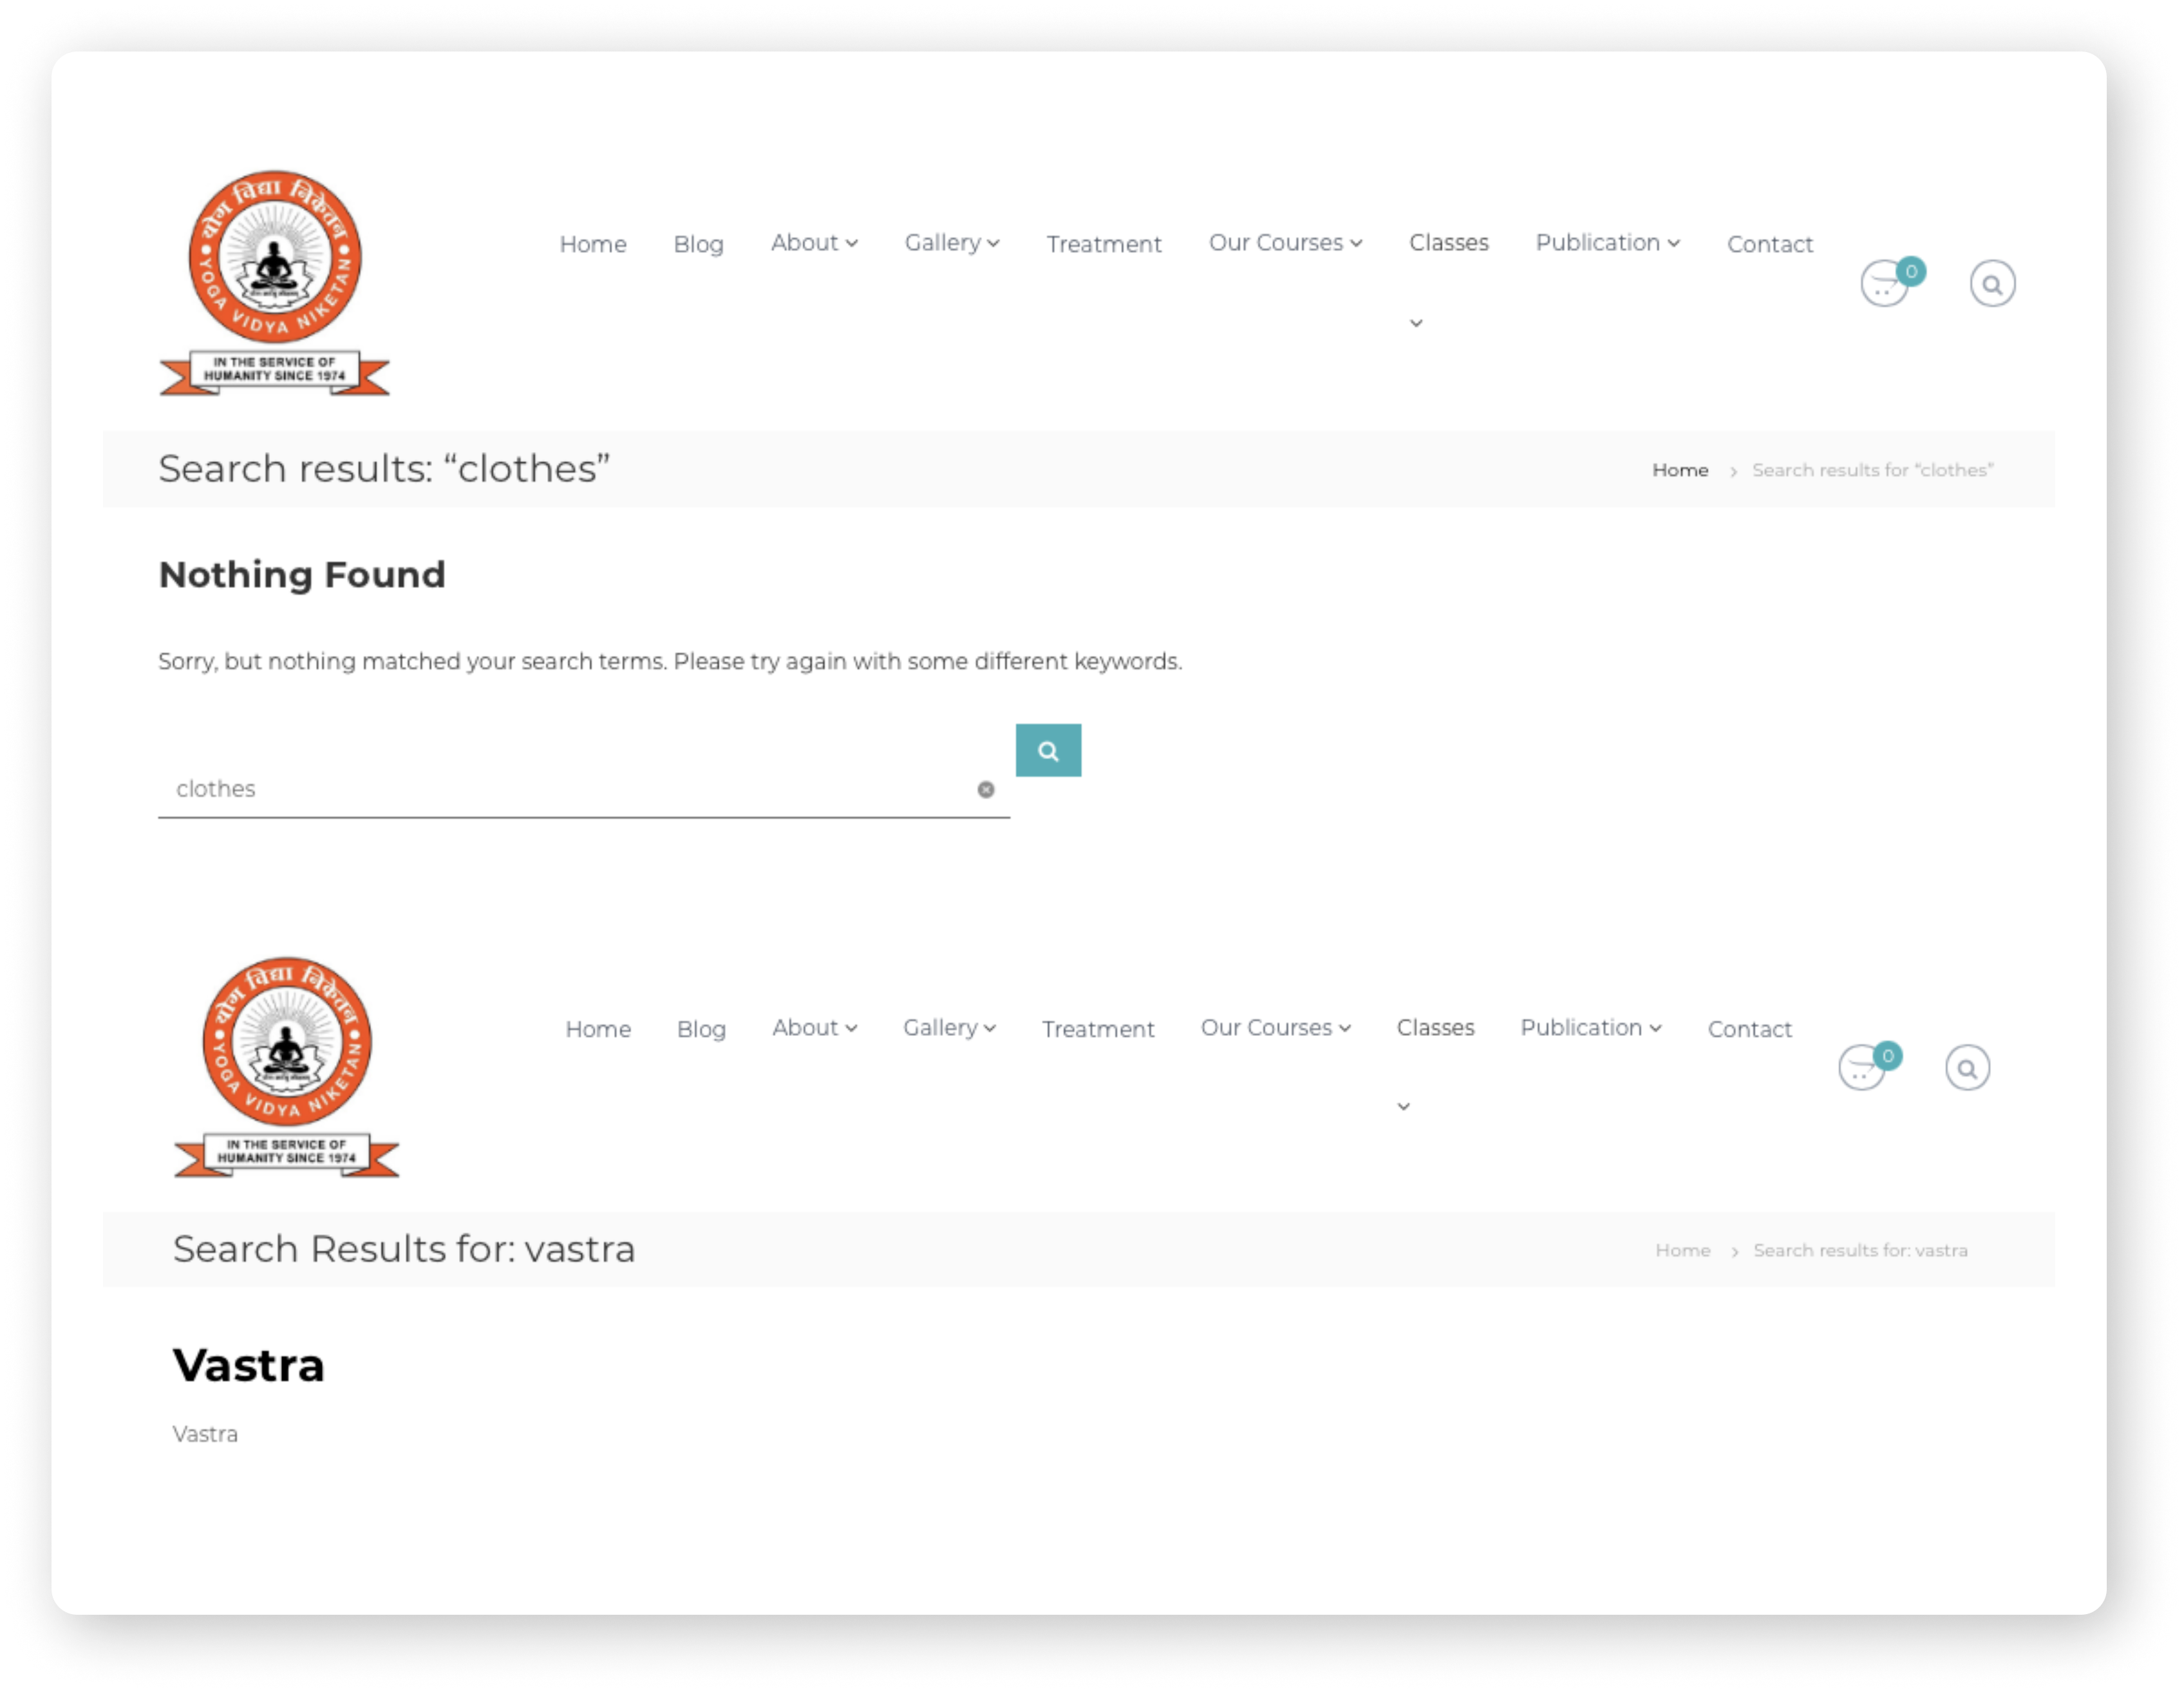 योग विद्या निकेतन
YOGA VIDYA NIKETAN
IN THE SERVICE OF
HUMANITY SINCE 1974
Home Blog About Gallery Treatment Our Courses Classes Publication Contact
0
Search results: “clothes”
Home > Search results for “clothes”
Nothing Found
Sorry, but nothing matched your search terms. Please try again with some different keywords.
clothes
योग विद्या निकेतन
YOGA VIDYA NIKETAN
IN THE SERVICE OF
HUMANITY SINCE 1974
Home Blog About Gallery Treatment Our Courses Classes Publication Contact
0
Search Results for: vastra
Home > Search results for: vastra
Vastra
Vastra